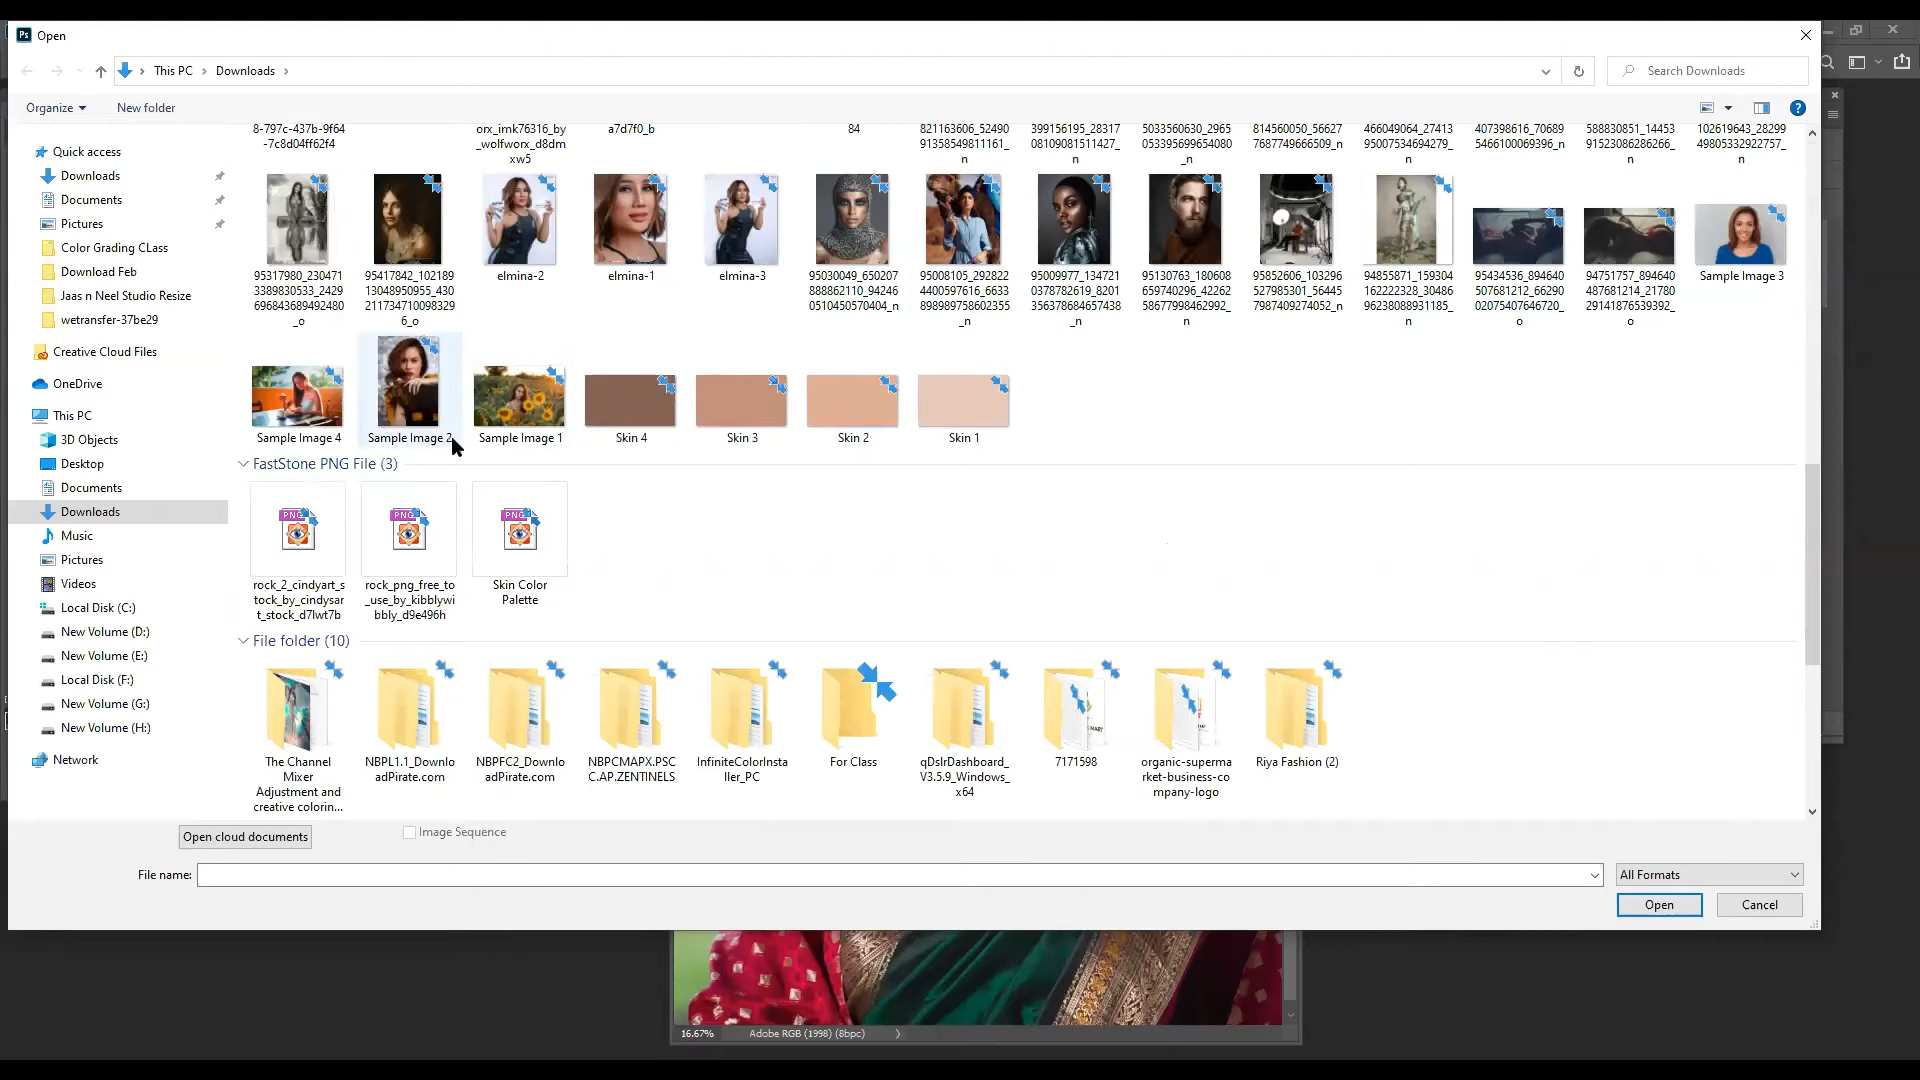 Ps Open
This PC > Downloads >
Search Downloads
Organize
New folder
Quick access
Downloads
Documents
Pictures
Color Grading CLass
Download Feb
Jaas n Neel Studio Resize
wetransfer-37be29
Creative Cloud Files
OneDrive
This PC
3D Objects
Desktop
Documents
Downloads
Music
Pictures
Videos
Local Disk (C:)
New Volume (D:)
New Volume (E:)
Local Disk (F:)
New Volume (G:)
New Volume (H:)
Network
8-797c-437b-9f64
-7c8d04ff62f4
orx_imk76316_by
_wolfworx_d8dm
xw5
a7d7f0_b
84
821163606_52490
91358549811161_
n
399156195_28317
08109081511427_
n
5033560630_2965
053395699654080
_n
814560050_56627
7687749666509_n
466049064_27413
95007534694279_
n
407398616_70689
5466100069396_n
588830851_14453
91523086286266_
n
102619643_28299
49805332922757_
n
95317980_230471
3389830533_2429
696843689492480
_o
95417842_102189
13048950955_430
211734710098329
6_o
elmina-2
elmina-1
elmina-3
95030049_650207
888862110_94246
0510450570404_n
95008105_292822
4400597616_6633
898989758602355
_n
95009977_134721
0378782619_8201
356378684657438
_n
95130763_180608
659740296_42262
58677998462992_
n
95852606_103296
527985301_56445
7987409274052_n
94855871_159304
162222328_30486
96238088931185_
n
95434536_894640
507681212_66290
02075407646720_
o
94751757_894640
487681214_21780
29141876539392_
o
Sample Image 3
Sample Image 4
Sample Image 2
Sample Image 1
Skin 4
Skin 3
Skin 2
Skin 1
FastStone PNG File (3)
PNG
PNG
PNG
rock_2_cindyart_s
tock_by_cindysar
t_stock_d7lwt7b
rock_png_free_to
_use_by_kibblywi
bbly_d9e496h
Skin Color
Palette
File folder (10)
The Channel
Mixer
Adjustment and
creative colorin...
NBPL1.1_Downlo
adPirate.com
NBPFC2_Downlo
adPirate.com
NBPCMAPX.PSC
C.AP.ZENTINELS
InfiniteColorInsta
ller_PC
For Class
qDslrDashboard_
V3.5.9_Windows_
x64
7171598
organic-superma
rket-business-co
mpany-logo
Riya Fashion (2)
Open cloud documents
Image Sequence
File name:
All Formats
Open
Cancel
16.67%
Adobe RGB (1998) (8bpc)